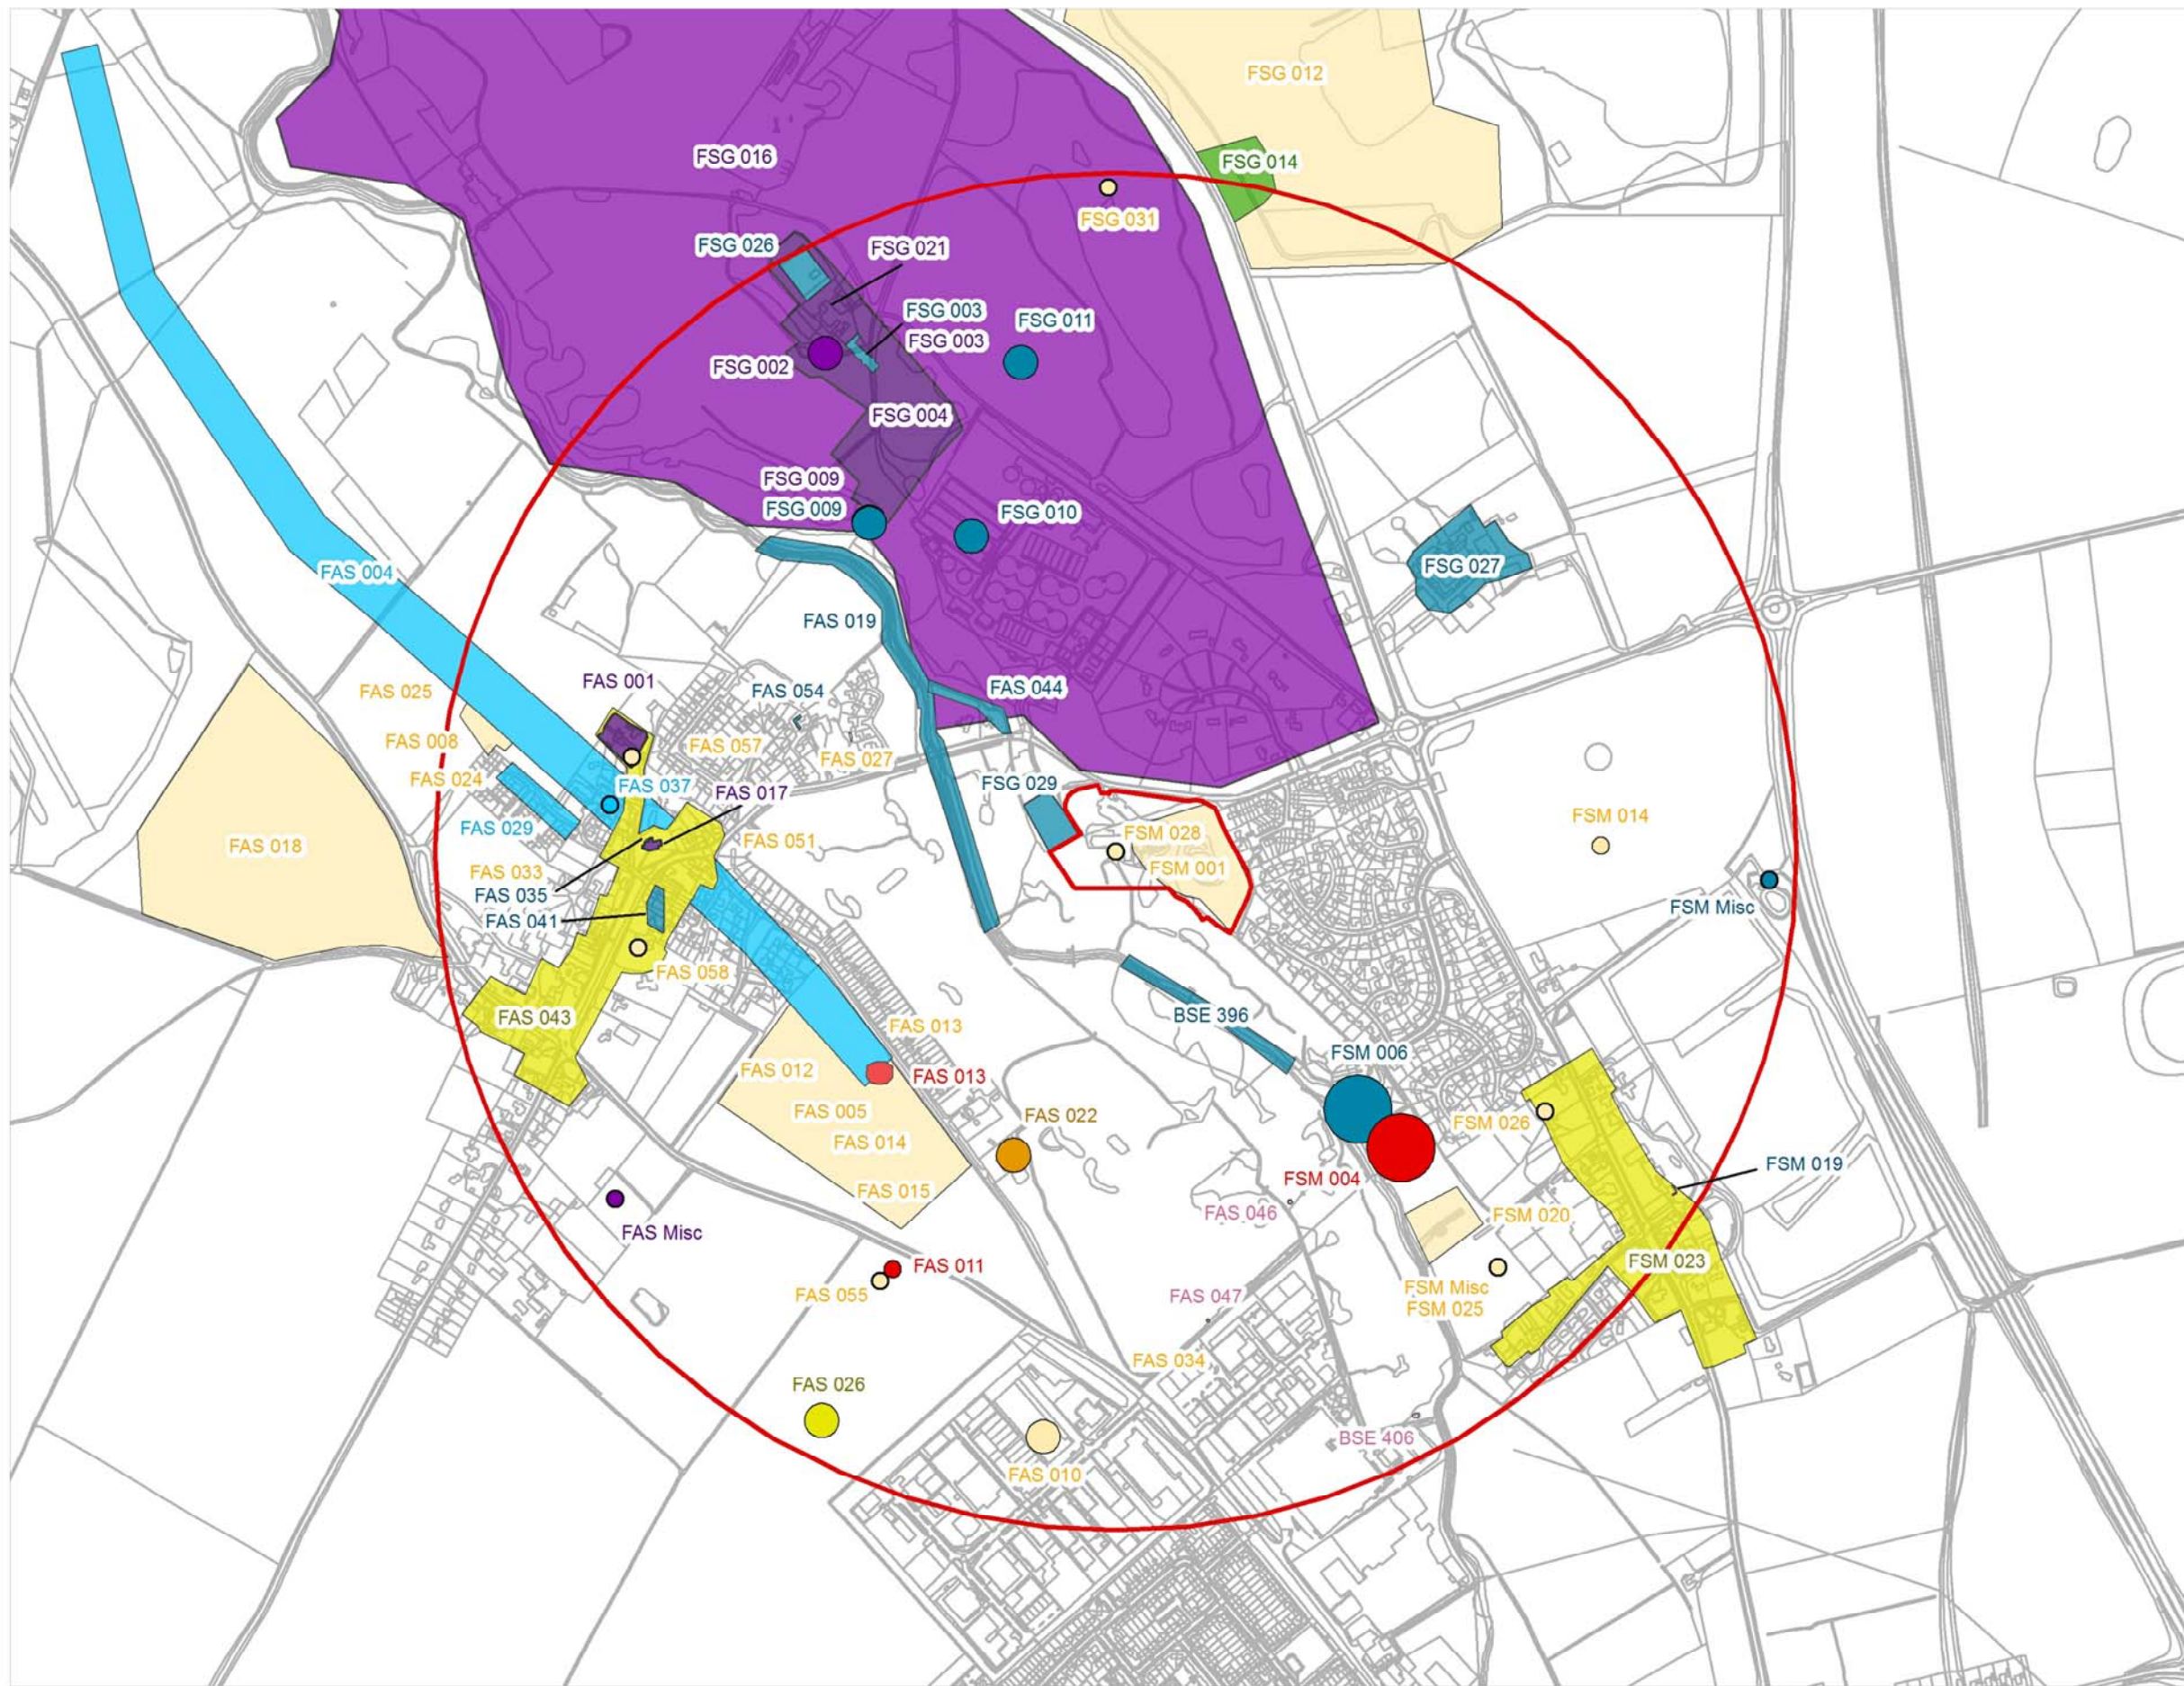 FSG 012
FSG 016
FSG 014
FSG 031
FSG 026
FSG 021
FSG 003
FSG 011
FSG 003
FSG 002
FSG 004
FSG 009
FSG 009
FSG 010
FSG 027
FAS 004
FAS 019
FAS 001
FAS 025
FAS 054
FAS 044
FAS 008
FAS 057
FAS 027
FAS 024
FAS 037
FAS 017
FSG 029
FAS 029
FSM 028
FSM 014
FAS 018
FAS 051
FAS 033
FSM 001
FAS 035
FAS 041
FSM Misc
FAS 058
FAS 043
BSE 396
FAS 013
FSM 006
FAS 012
FAS 013
FAS 005
FAS 022
FSM 026
FAS 014
FSM 019
FSM 004
FAS 015
FAS 046
FSM 020
FAS Misc
FSM 023
FAS 011
FAS 055
FAS 047
FSM Misc
FSM 025
FAS 034
FAS 026
BSE 406
FAS 010